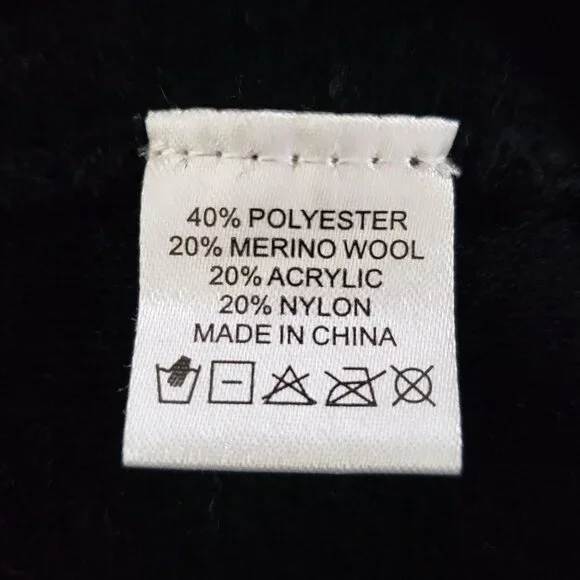 40% POLYESTER
20% MERINO WOOL
20% ACRYLIC
20% NYLON
MADE IN CHINA